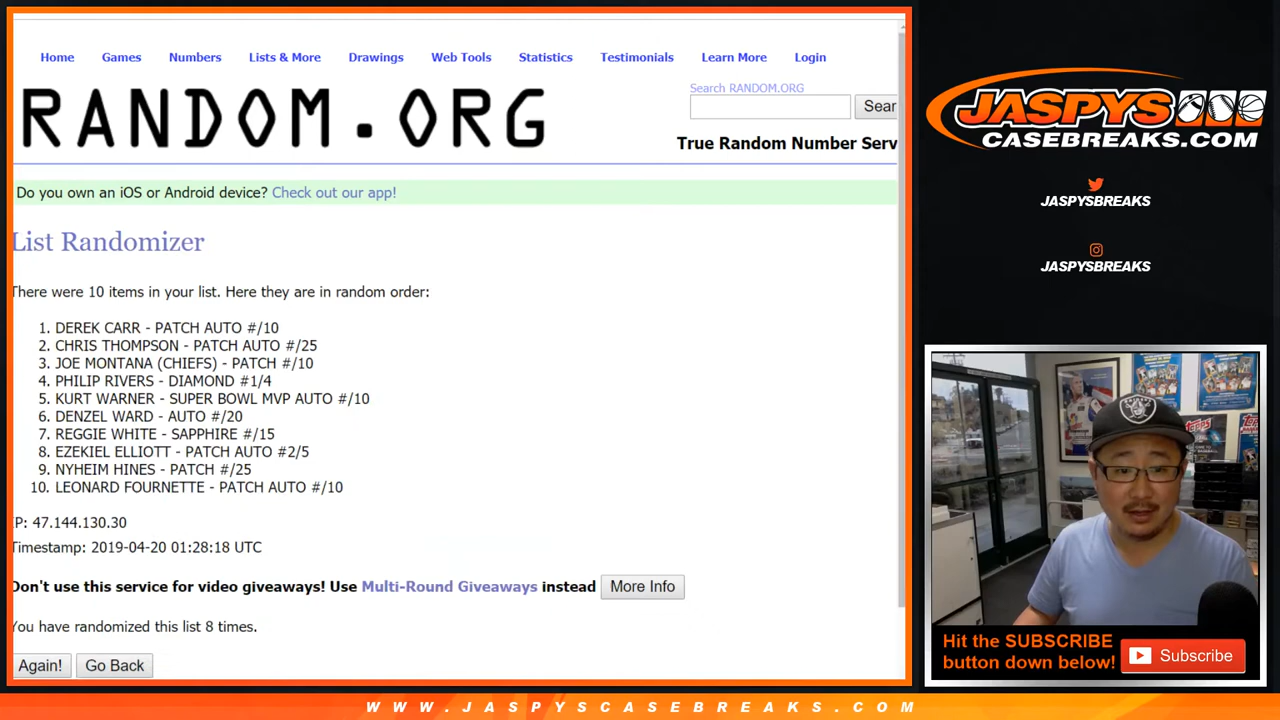 Home Games Numbers Lists & More Drawings Web Tools Statistics Testimonials Learn More Login
RANDOM.ORG
Search RANDOM.ORG
Sear
True Random Number Serv
Do you own an iOS or Android device? Check out our app!
List Randomizer
There were 10 items in your list. Here they are in random order:
1. DEREK CARR - PATCH AUTO #/10
2. CHRIS THOMPSON - PATCH AUTO #/25
3. JOE MONTANA (CHIEFS) - PATCH #/10
4. PHILIP RIVERS - DIAMOND #1/4
5. KURT WARNER - SUPER BOWL MVP AUTO #/10
6. DENZEL WARD - AUTO #/20
7. REGGIE WHITE - SAPPHIRE #/15
8. EZEKIEL ELLIOTT - PATCH AUTO #2/5
9. NYHEIM HINES - PATCH #/25
10. LEONARD FOURNETTE - PATCH AUTO #/10
IP: 47.144.130.30
Timestamp: 2019-04-20 01:28:18 UTC
Don't use this service for video giveaways! Use Multi-Round Giveaways instead More Info
You have randomized this list 8 times.
Again! Go Back
JASPYS
CASEBREAKS.COM
JASPYSBREAKS
JASPYSBREAKS
RAIDERS
topps
Hit the SUBSCRIBE
button down below!
Subscribe
WWW.JASPYSCASEBREAKS.COM